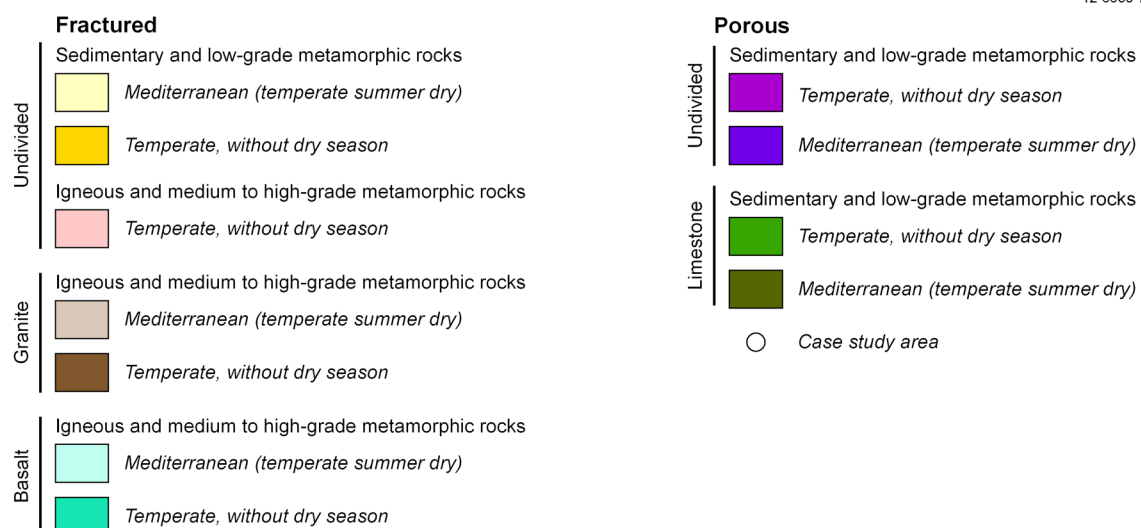 Fractured
Undivided
Sedimentary and low-grade metamorphic rocks
Mediterranean (temperate summer dry)
Temperate, without dry season
Igneous and medium to high-grade metamorphic rocks
Temperate, without dry season
Granite
Igneous and medium to high-grade metamorphic rocks
Mediterranean (temperate summer dry)
Temperate, without dry season
Basalt
Igneous and medium to high-grade metamorphic rocks
Mediterranean (temperate summer dry)
Temperate, without dry season
Porous
Undivided
Sedimentary and low-grade metamorphic rocks
Temperate, without dry season
Mediterranean (temperate summer dry)
Limestone
Sedimentary and low-grade metamorphic rocks
Temperate, without dry season
Mediterranean (temperate summer dry)
Case study area